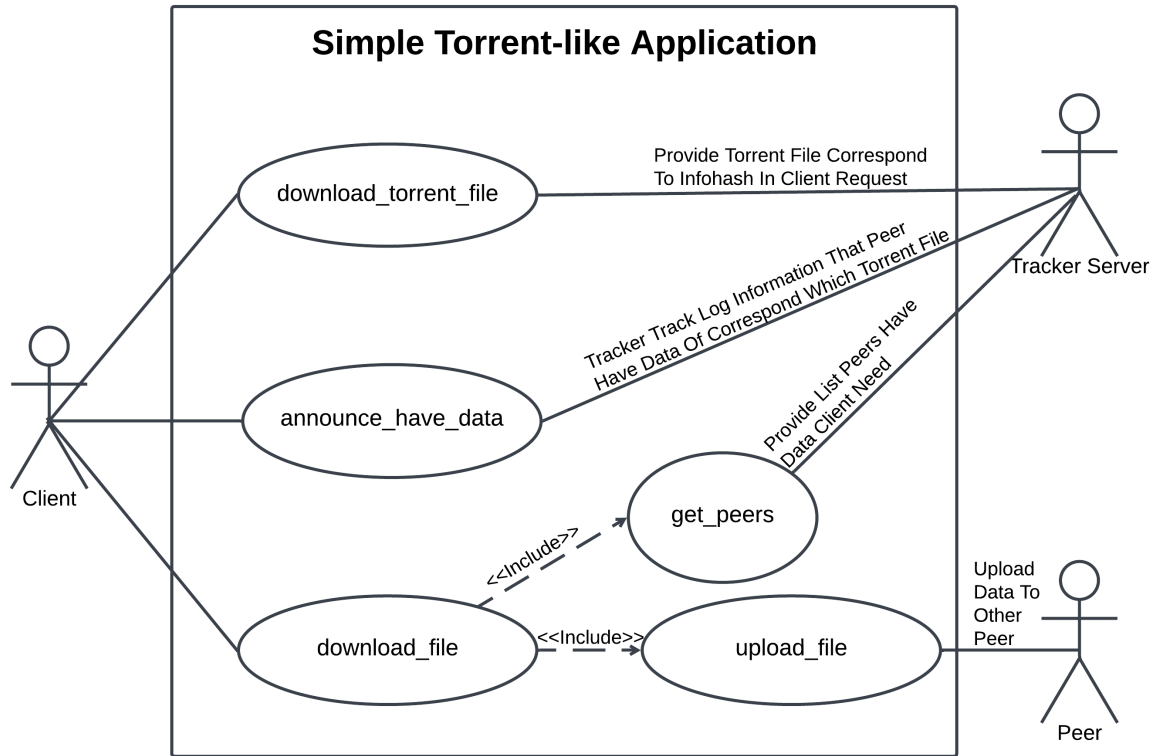 Simple Torrent-like Application
Provide Torrent File Correspond
To Infohash In Client Request
download_torrent_file
Tracker Server
Tracker Track Log Information That Peer
Have Data Of Correspond Which Torrent File
Provide List Peers Have
Data Client Need
announce_have_data
Client
get_peers
<<Include>>
Upload
Data To
Other
Peer
<<Include>>
download_file
upload_file
Peer